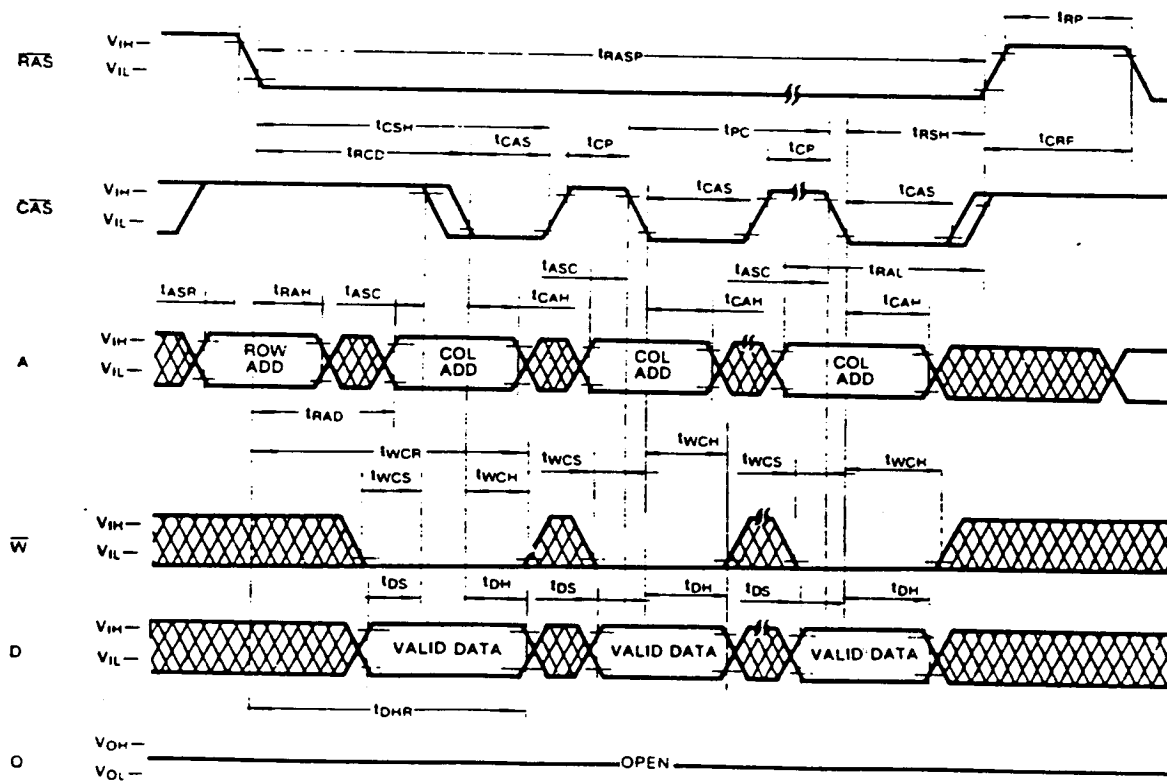 tRP
VIH
RAS
VIL
tRASP
tCSH
tPC
tRSH
tRCD
tCAS
tCP
tCP
tCRF
VIH
CAS
VIL
tCAS
tCAS
tASC
tASC
tRAL
tASR
tRAH
tASC
tCAH
tCAH
tCAH
VIH
A
VIL
ROW
ADD
COL
ADD
COL
ADD
COL
ADD
tRAD
tWCR
tWCH
tWCS
tWCH
tWCS
tWCS
tWCH
VIH
W
VIL
tDS
tDH
tDS
tDH
tDS
tDH
VIH
D
VIL
VALID DATA
VALID DATA
VALID DATA
tDHR
VOH
O
VOL
OPEN